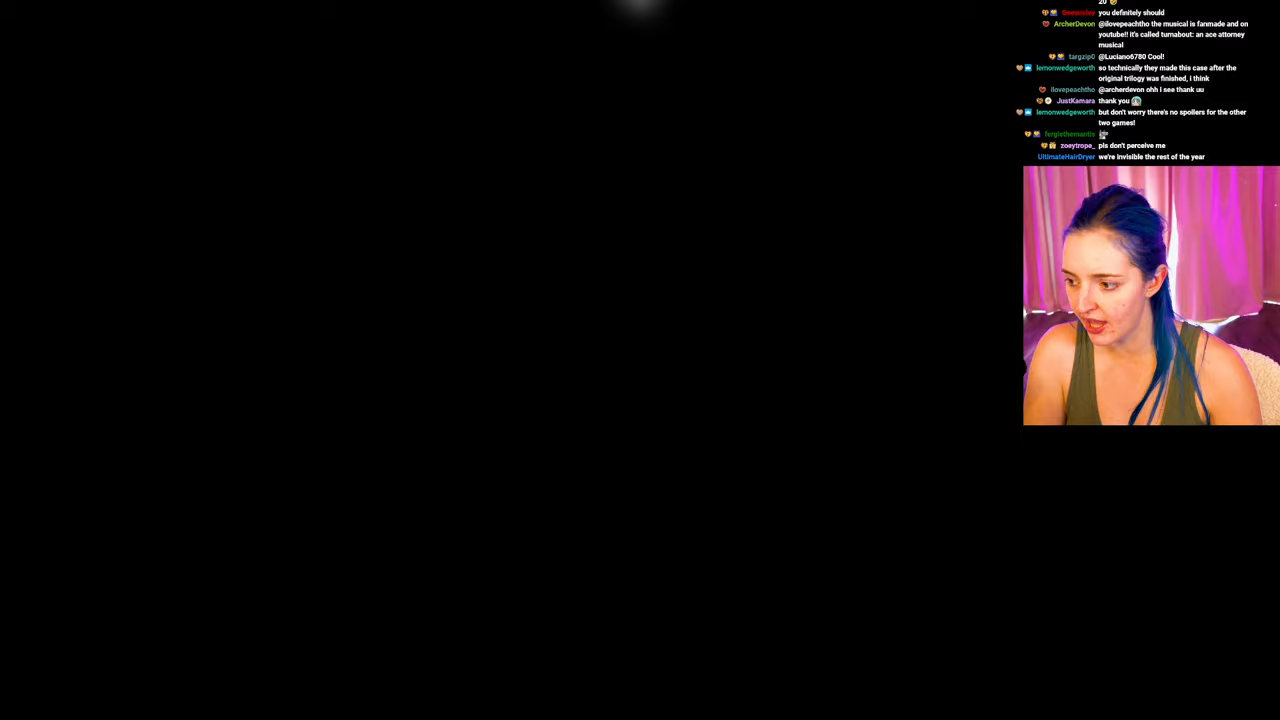 20
you definitely should
ArcherDevon @ilovepeachtho the musical is fanmade and on
youtube!! it's called turnabout: an ace attorney
musical
targzip0 @Luciano6780 Cool!
lemonwedgeworth so technically they made this case after the
original trilogy was finished, i think
ilovepeachtho @archerdevon ohh i see thank uu
JustKamara thank you
lemonwedgeworth but don't worry there's no spoilers for the other
two games!
fergiethemantis
zoeytrope_ pls don't perceive me
UltimateHairDryer we're invisible the rest of the year